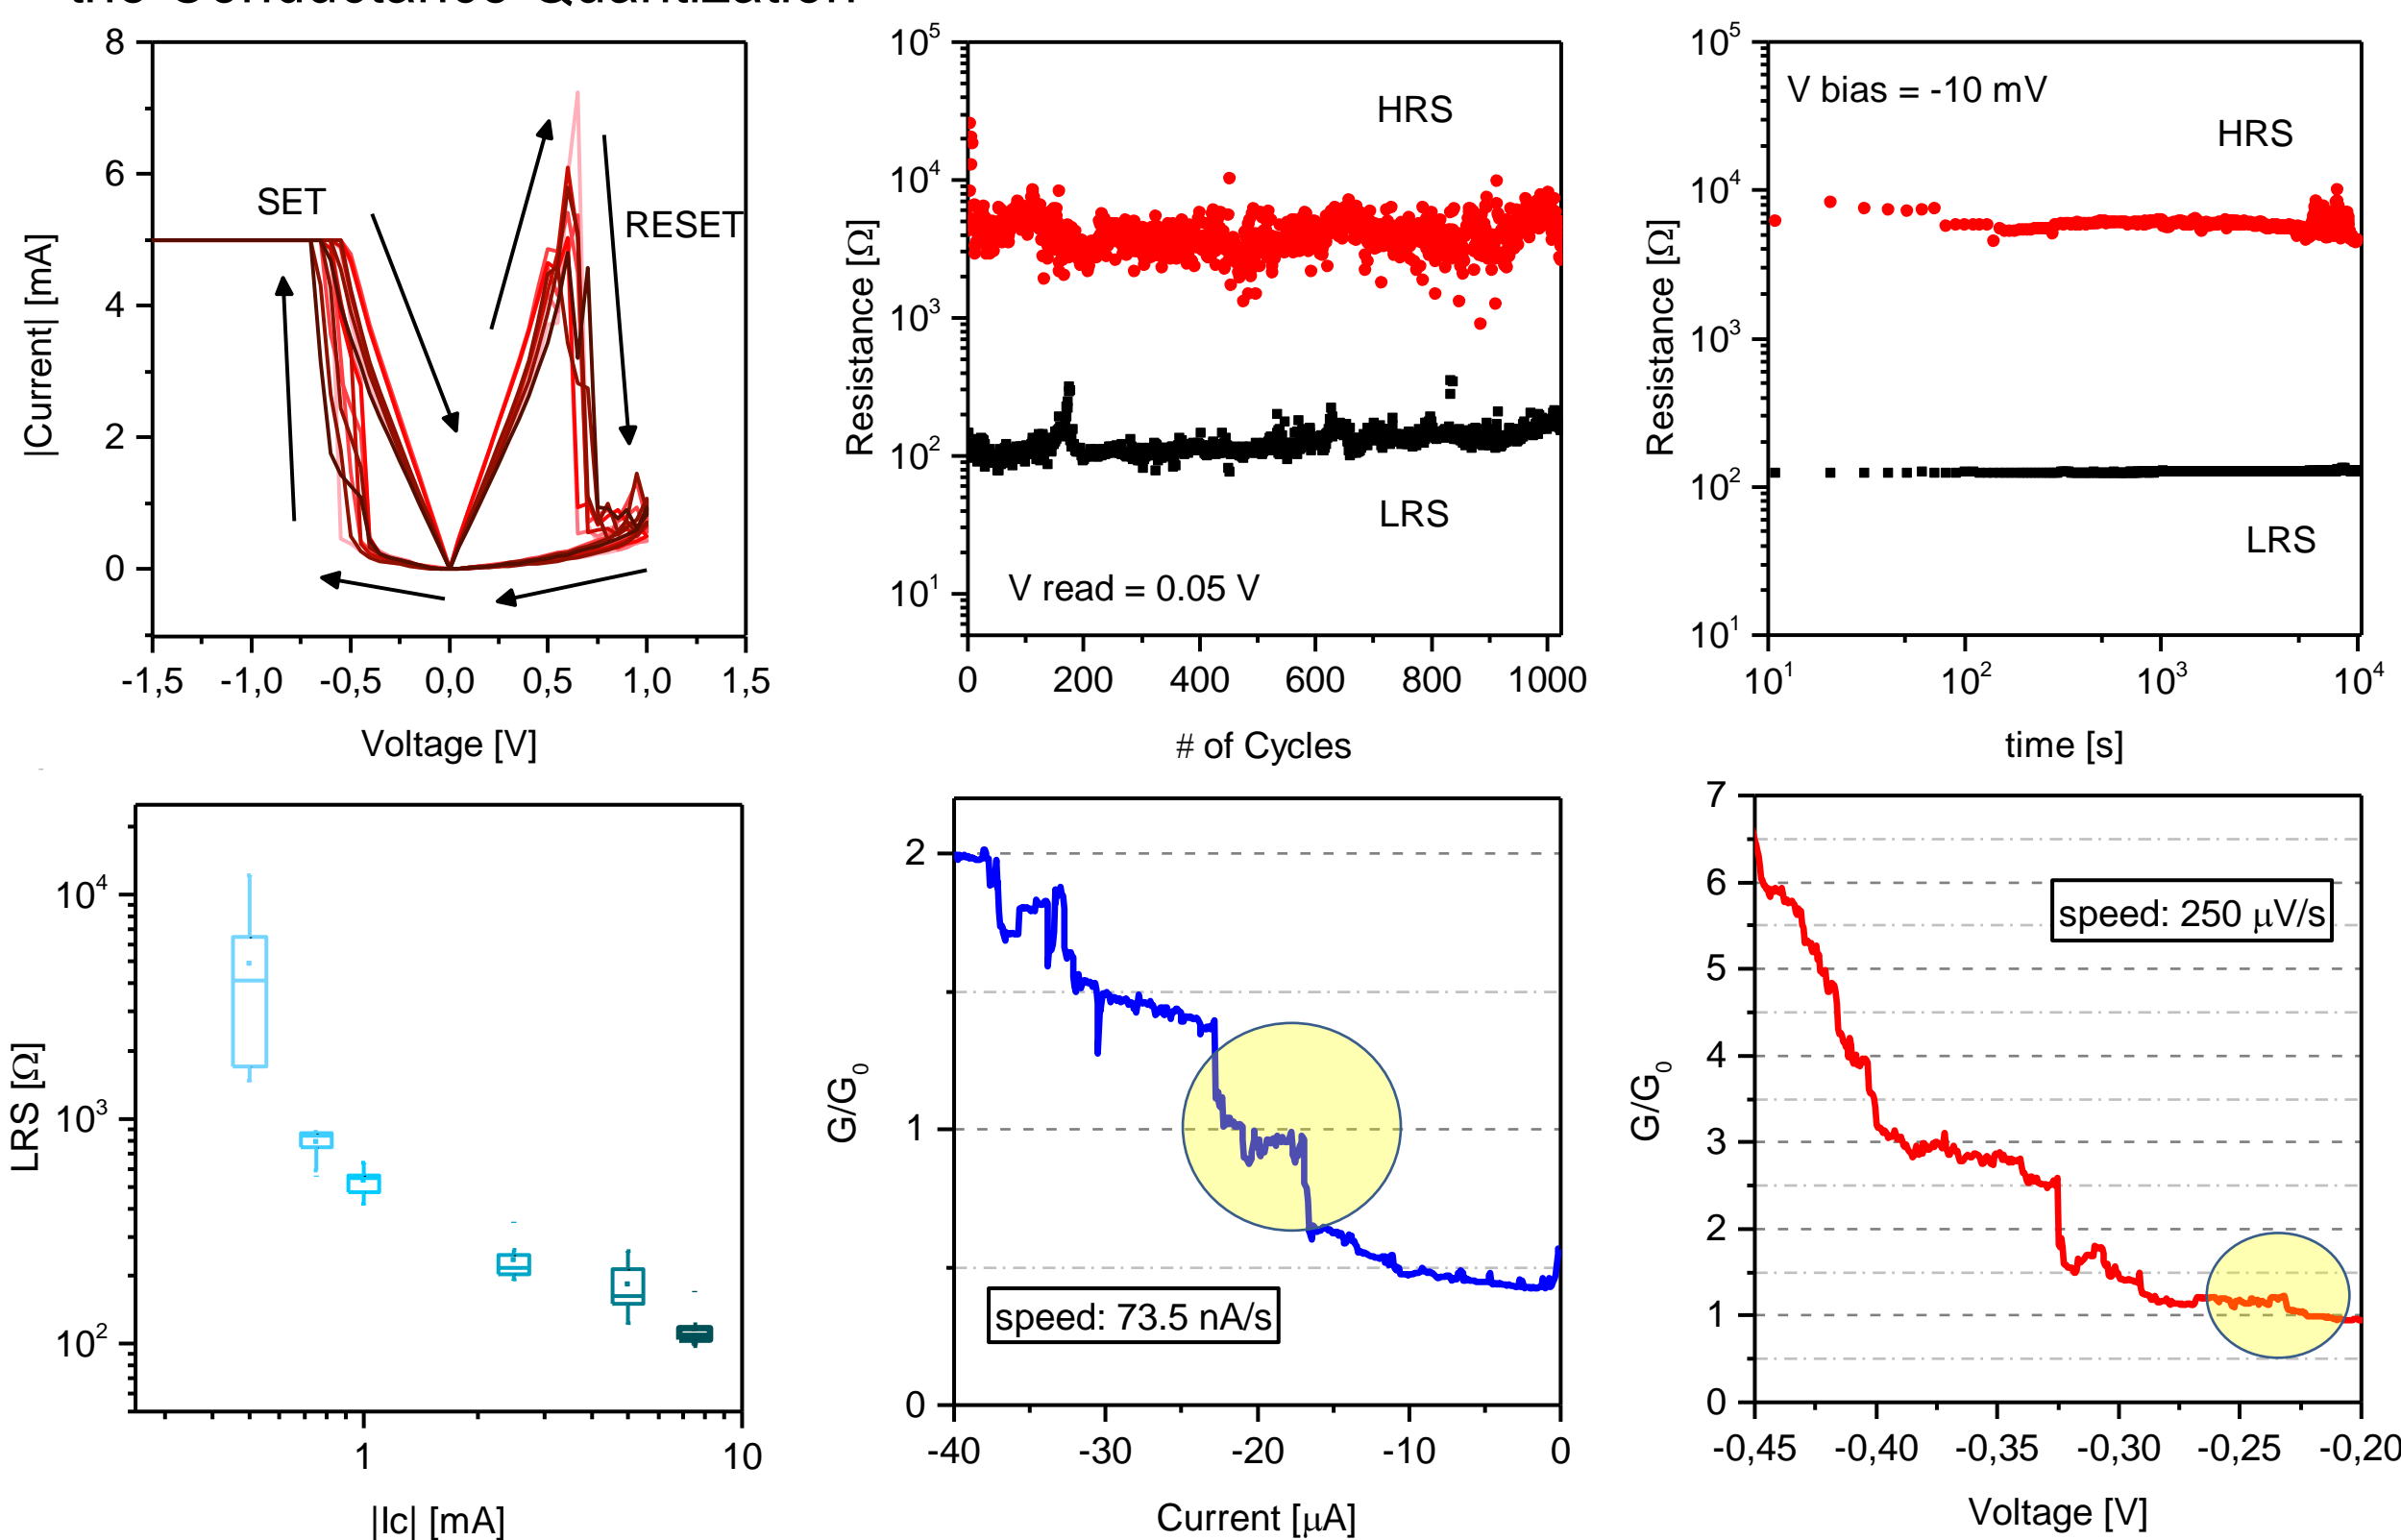 the Conductance Quantization
8
6
4
2
0
|Current| [mA]
SET
RESET
-1,5 -1,0 -0,5 0,0 0,5 1,0 1,5
Voltage [V]
10⁵
10⁴
10³
10²
10¹
Resistance [Ω]
HRS
LRS
V read = 0.05 V
0 200 400 600 800 1000
# of Cycles
10⁵
10⁴
10³
10²
10¹
Resistance [Ω]
V bias = -10 mV
HRS
LRS
10¹ 10² 10³ 10⁴
time [s]
10⁴
10³
10²
LRS [Ω]
1 10
|Ic| [mA]
2
1
0
G/G₀
speed: 73.5 nA/s
-40 -30 -20 -10 0
Current [μA]
7
6
5
4
3
2
1
0
G/G₀
speed: 250 μV/s
-0,45 -0,40 -0,35 -0,30 -0,25 -0,20
Voltage [V]